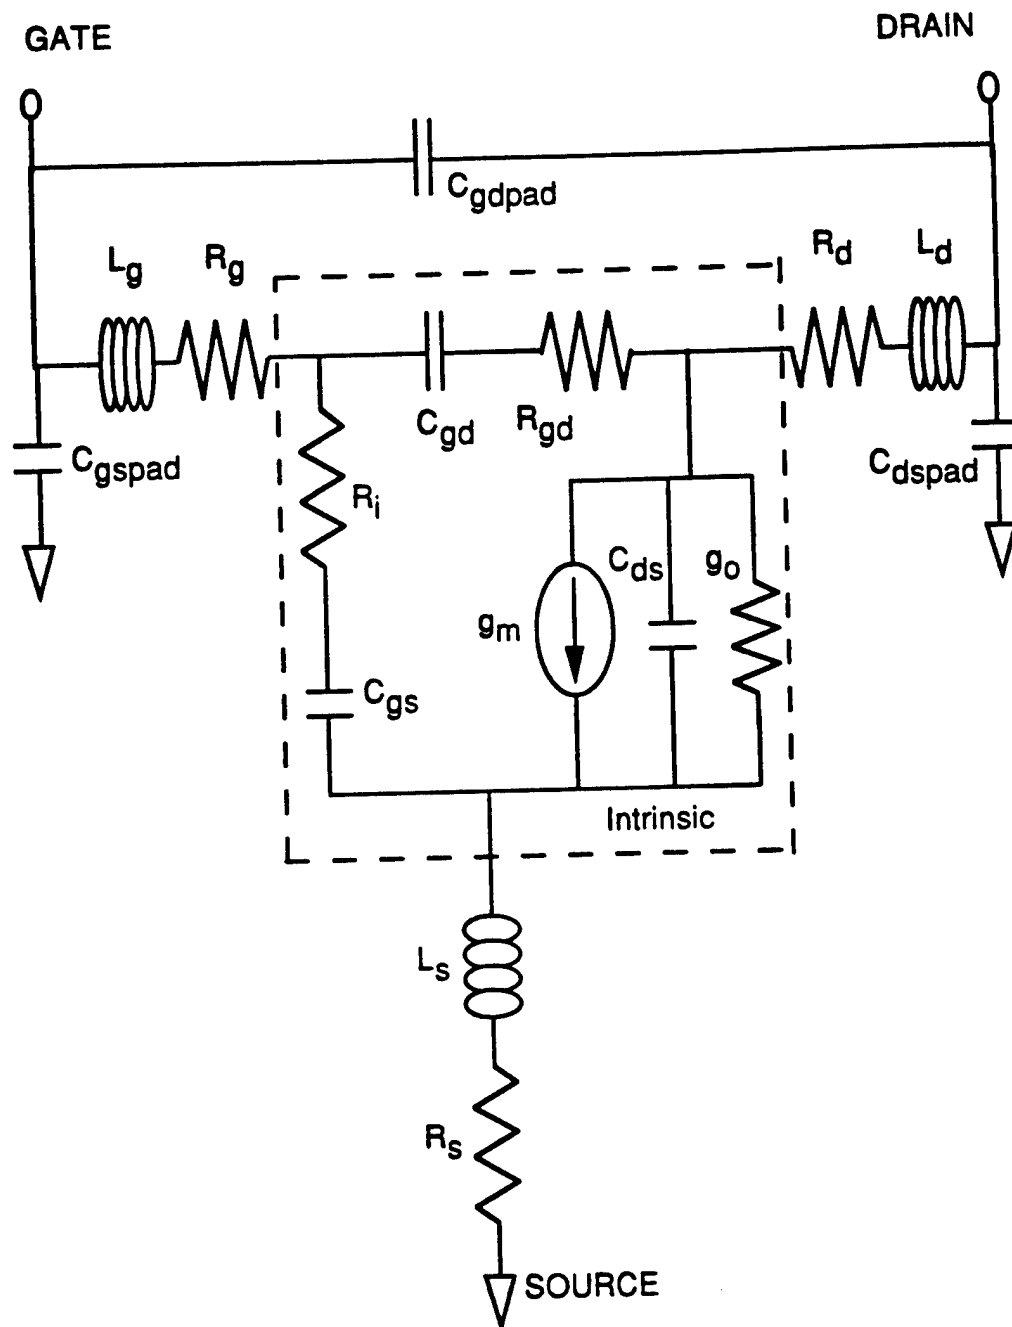 GATE
DRAIN
Cgdpad
Lg
Rg
Rd
Ld
Cgd
Rgd
Cgspad
Cdspad
Ri
Cds
go
gm
Cgs
Intrinsic
Ls
Rs
SOURCE